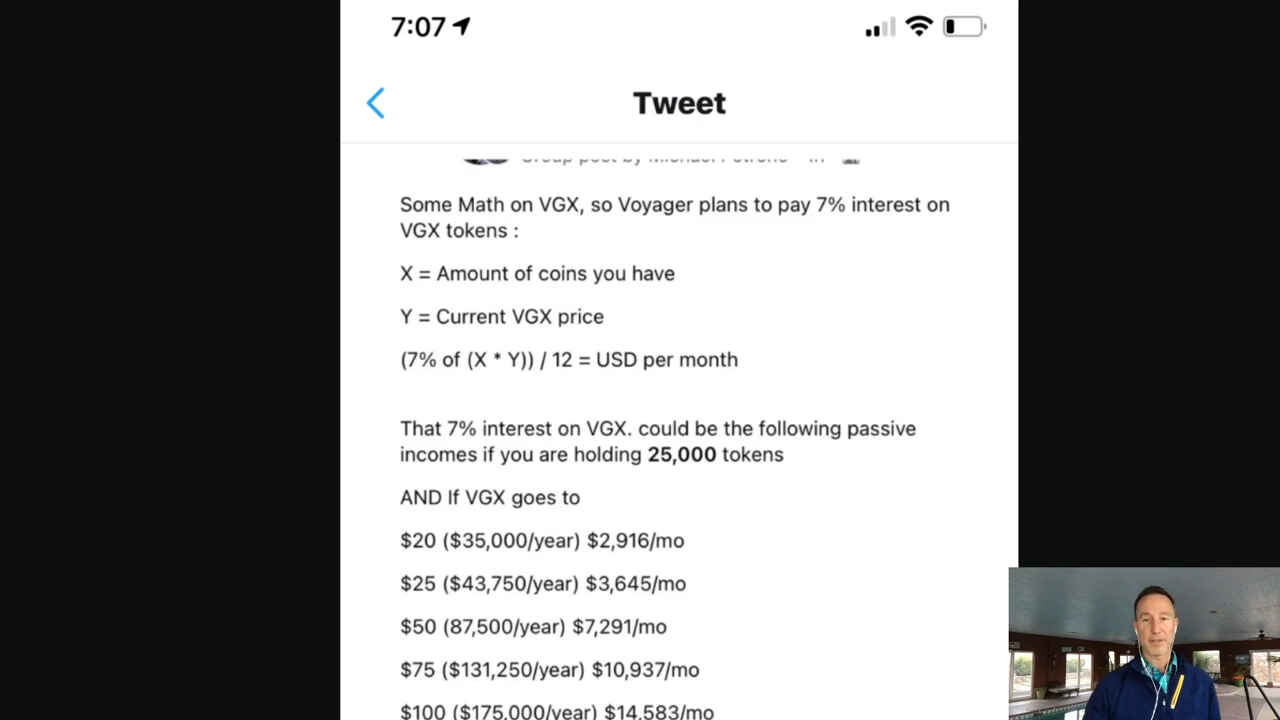 7:07
Tweet
Group post by Michael
Some Math on VGX, so Voyager plans to pay 7% interest on
VGX tokens :
X = Amount of coins you have
Y = Current VGX price
(7% of (X * Y)) / 12 = USD per month
That 7% interest on VGX. could be the following passive
incomes if you are holding 25,000 tokens
AND If VGX goes to
$20 ($35,000/year) $2,916/mo
$25 ($43,750/year) $3,645/mo
$50 (87,500/year) $7,291/mo
$75 ($131,250/year) $10,937/mo
$100 ($175,000/year) $14,583/mo